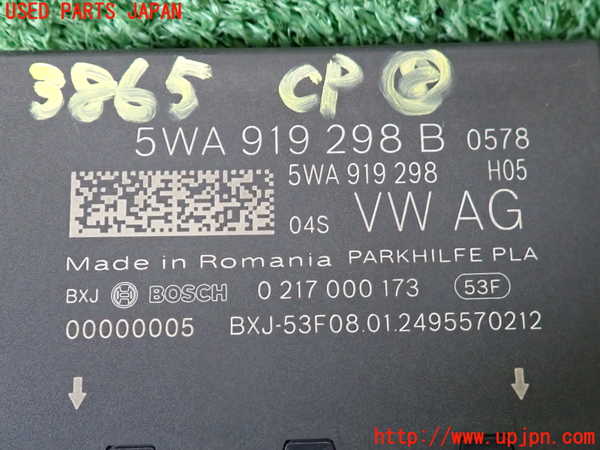 USED PARTS JAPAN
3865 CP②
5WA 919 298 B 0578
5WA 919 298 H05
04S VW AG
Made in Romania PARKHILFE PLA
BXJ BOSCH 0 217 000 173 53F
00000005 BXJ-53F08.01.2495570212
http://www.upjpn.com/